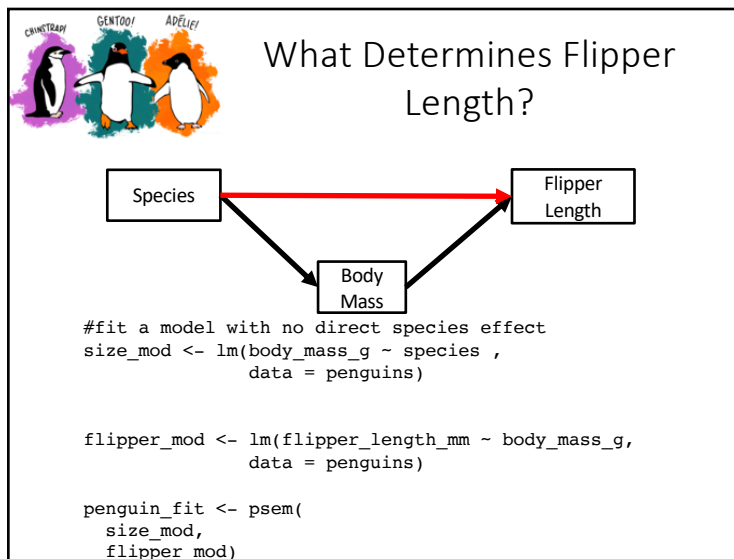 CHINSTRAP! GENTOO! ADÉLIE!
What Determines Flipper
Length?
Species
Flipper
Length
Body
Mass
#fit a model with no direct species effect
size_mod <- lm(body_mass_g ~ species ,
               data = penguins)
flipper_mod <- lm(flipper_length_mm ~ body_mass_g,
               data = penguins)
penguin_fit <- psem(
  size_mod,
  flipper_mod)